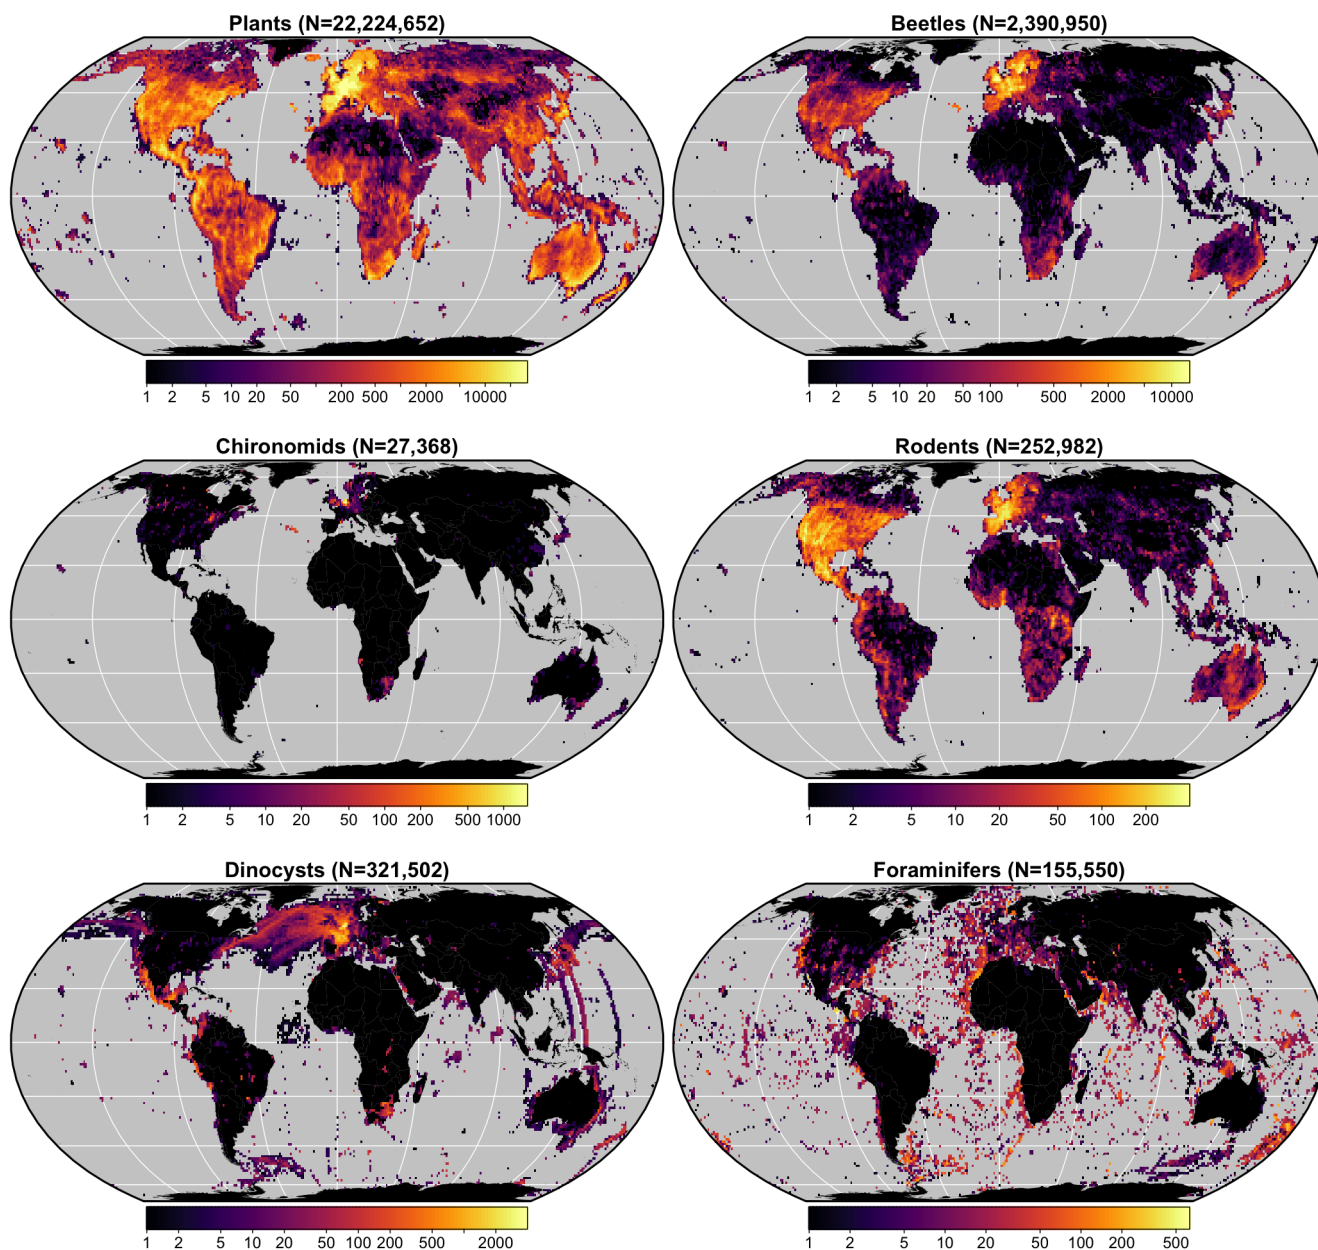 Plants (N=22,224,652)
1 2 5 10 20 50 200 500 2000 10000
Beetles (N=2,390,950)
1 2 5 10 20 50 100 500 2000 10000
Chironomids (N=27,368)
1 2 5 10 20 50 100 200 500 1000
Rodents (N=252,982)
1 2 5 10 20 50 100 200
Dinocysts (N=321,502)
1 2 5 10 20 50 100 200 500 2000
Foraminifers (N=155,550)
1 2 5 10 20 50 100 200 500